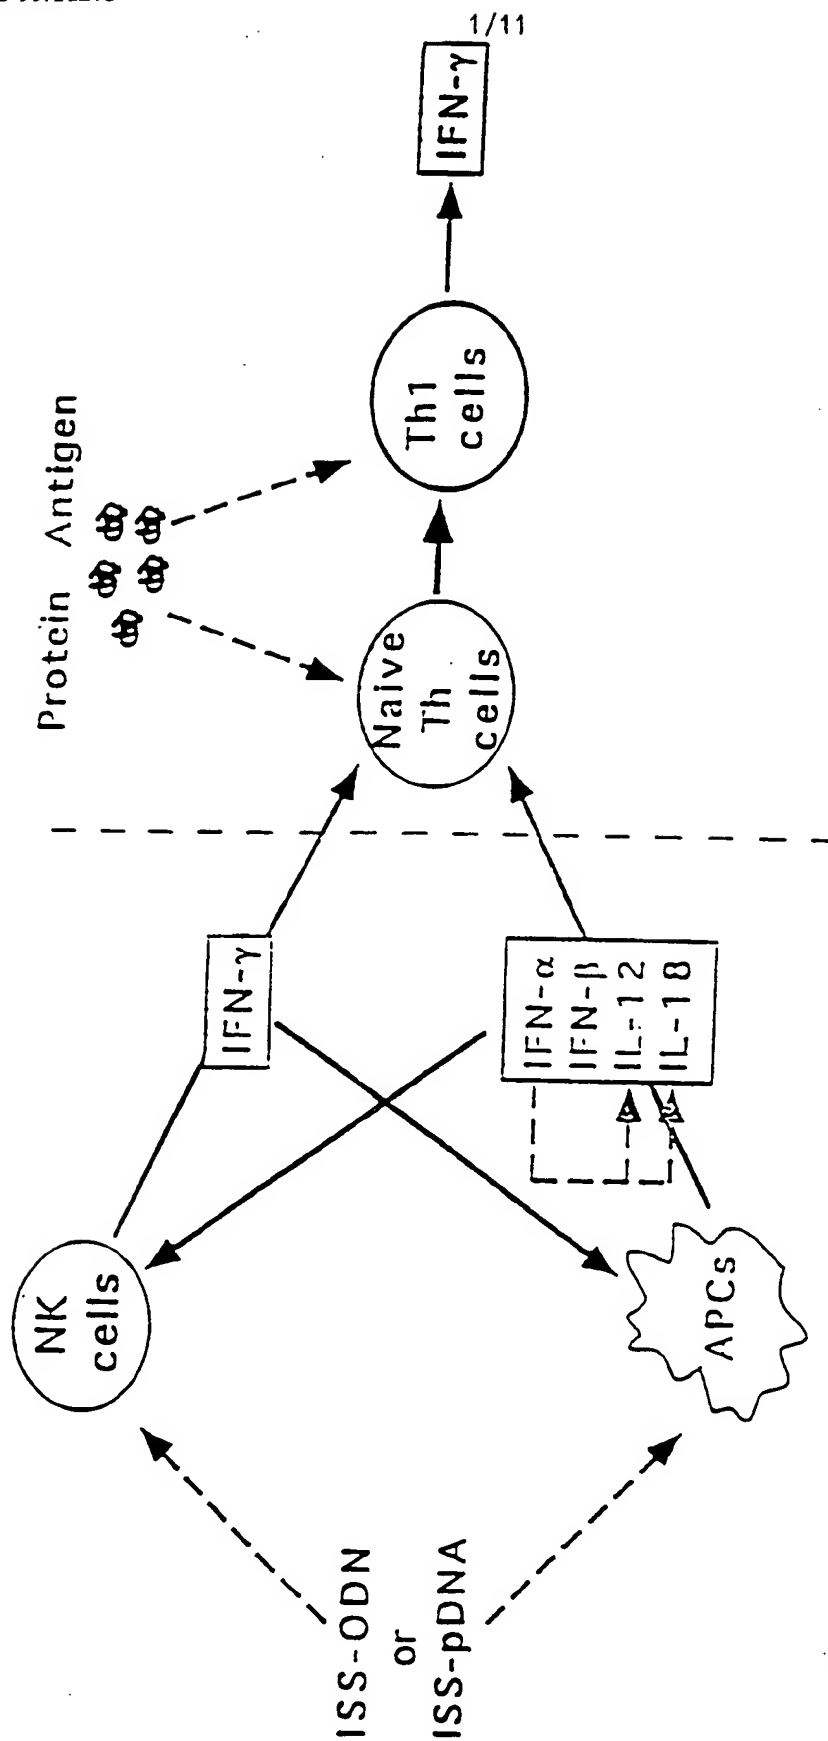 1/11
ISS-ODN
or
ISS-pDNA
NK
cells
APCs
IFN-γ
IFN-α
IFN-β
IL-12
IL-18
Protein Antigen
Naive
Th
cells
Th1
cells
IFN-γ